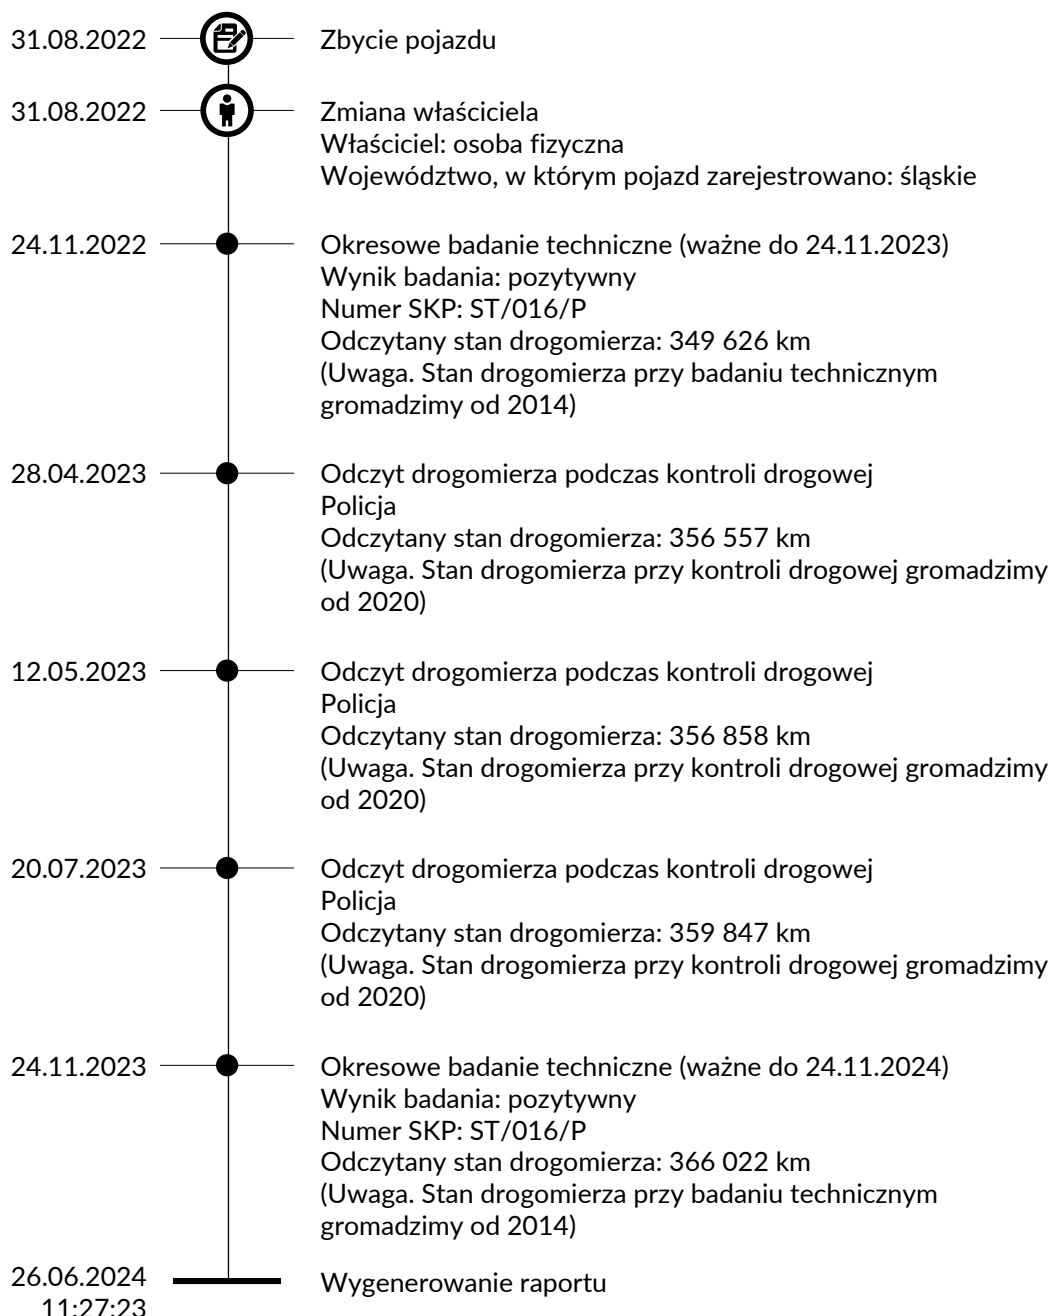 31.08.2022 Zbycie pojazdu
31.08.2022 Zmiana właściciela
Właściciel: osoba fizyczna
Województwo, w którym pojazd zarejestrowano: śląskie
24.11.2022 Okresowe badanie techniczne (ważne do 24.11.2023)
Wynik badania: pozytywny
Numer SKP: ST/016/P
Odczytany stan drogomierza: 349 626 km
(Uwaga. Stan drogomierza przy badaniu technicznym
gromadzimy od 2014)
28.04.2023 Odczyt drogomierza podczas kontroli drogowej
Policja
Odczytany stan drogomierza: 356 557 km
(Uwaga. Stan drogomierza przy kontroli drogowej gromadzimy
od 2020)
12.05.2023 Odczyt drogomierza podczas kontroli drogowej
Policja
Odczytany stan drogomierza: 356 858 km
(Uwaga. Stan drogomierza przy kontroli drogowej gromadzimy
od 2020)
20.07.2023 Odczyt drogomierza podczas kontroli drogowej
Policja
Odczytany stan drogomierza: 359 847 km
(Uwaga. Stan drogomierza przy kontroli drogowej gromadzimy
od 2020)
24.11.2023 Okresowe badanie techniczne (ważne do 24.11.2024)
Wynik badania: pozytywny
Numer SKP: ST/016/P
Odczytany stan drogomierza: 366 022 km
(Uwaga. Stan drogomierza przy badaniu technicznym
gromadzimy od 2014)
26.06.2024 Wygenerowanie raportu
11:27:23